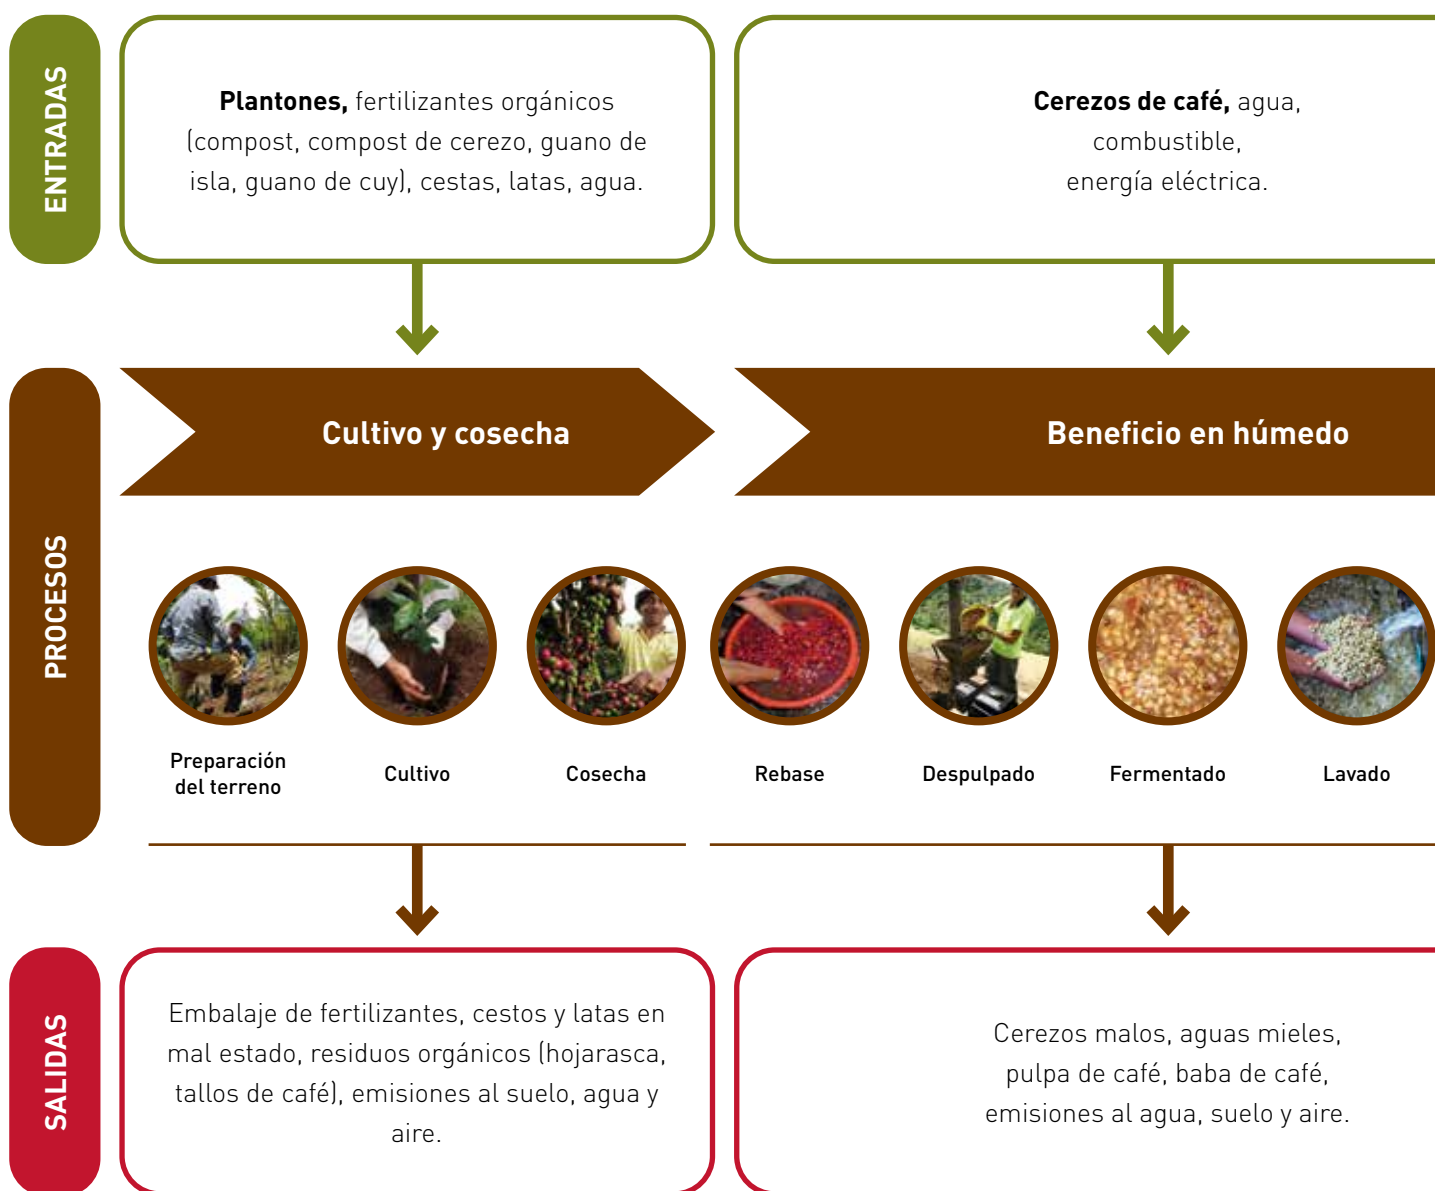 ENTRADAS
Plantones, fertilizantes orgánicos
(compost, compost de cerezo, guano de
isla, guano de cuy), cestas, latas, agua.
Cerezos de café, agua,
combustible,
energía eléctrica.
PROCESOS
Cultivo y cosecha
Beneficio en húmedo
Preparación
del terreno
Cultivo
Cosecha
Rebase
Despulpado
Fermentado
Lavado
SALIDAS
Embalaje de fertilizantes, cestos y latas en
mal estado, residuos orgánicos (hojarasca,
tallos de café), emisiones al suelo, agua y
aire.
Cerezos malos, aguas mieles,
pulpa de café, baba de café,
emisiones al agua, suelo y aire.